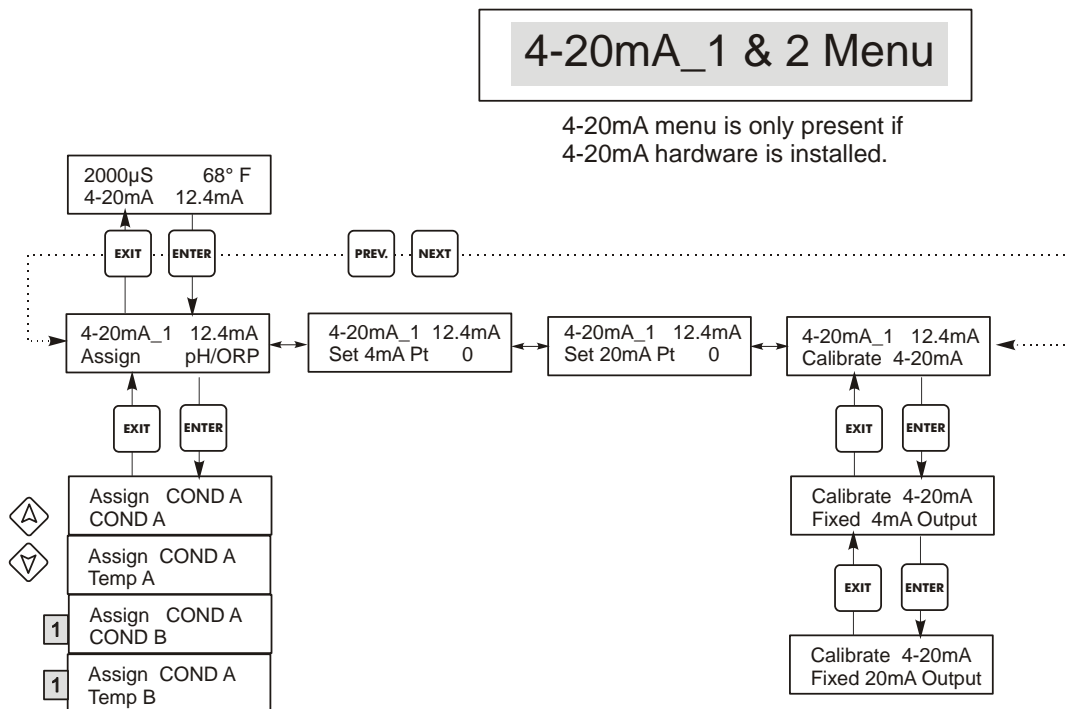 4-20mA_1 & 2 Menu
4-20mA menu is only present if
4-20mA hardware is installed.
2000µS 68° F
4-20mA 12.4mA
EXIT ENTER PREV. NEXT
4-20mA_1 12.4mA
Assign pH/ORP
4-20mA_1 12.4mA
Set 4mA Pt 0
4-20mA_1 12.4mA
Set 20mA Pt 0
4-20mA_1 12.4mA
Calibrate 4-20mA
EXIT ENTER
EXIT ENTER
Assign COND A
COND A
Assign COND A
Temp A
1
Assign COND A
COND B
1
Assign COND A
Temp B
Calibrate 4-20mA
Fixed 4mA Output
EXIT ENTER
Calibrate 4-20mA
Fixed 20mA Output